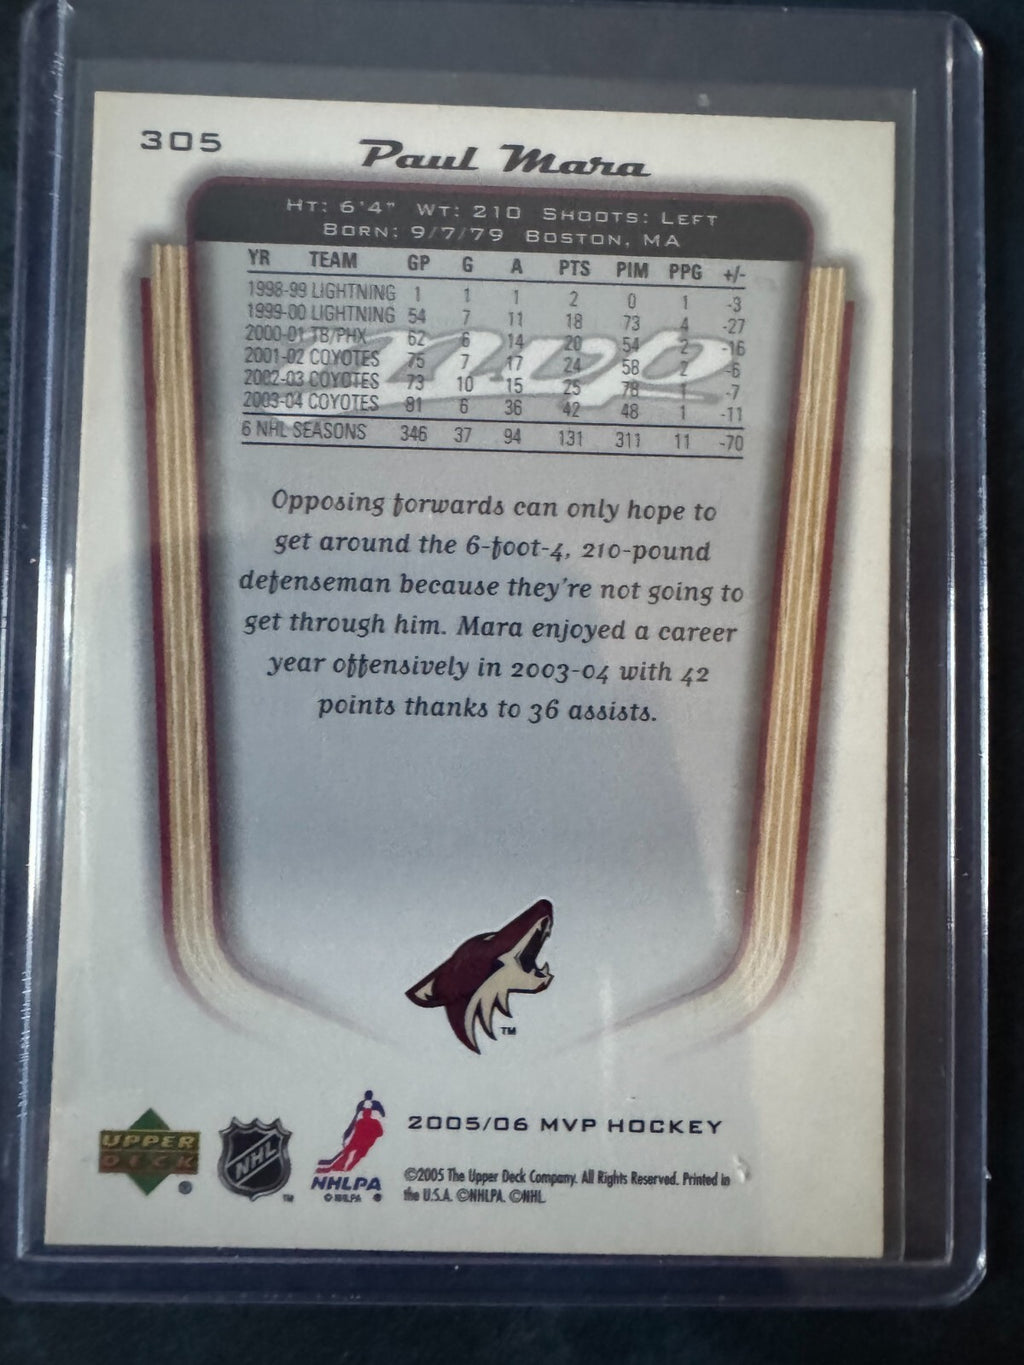 305
Paul Mara
HT: 6'4" WT: 210 SHOOTS: LEFT
BORN: 9/7/79 BOSTON, MA
YR TEAM GP G A PTS PIM PPG +/-
1998-99 LIGHTNING 1 1 1 2 0 1 -3
1999-00 LIGHTNING 54 7 11 18 73 4 -27
2000-01 TB/PHX 62 6 14 20 54 2 -16
2001-02 COYOTES 75 7 17 24 58 2 -6
2002-03 COYOTES 73 10 15 25 78 1 -7
2003-04 COYOTES 81 6 36 42 48 1 -11
6 NHL SEASONS 346 37 94 131 311 11 -70
mvp
Opposing forwards can only hope to
get around the 6-foot-4, 210-pound
defenseman because they're not going to
get through him. Mara enjoyed a career
year offensively in 2003-04 with 42
points thanks to 36 assists.
TM
UPPER
DECK
®
NHL
TM
NHLPA
© NHLPA ®
2005/06 MVP HOCKEY
©2005 The Upper Deck Company. All Rights Reserved. Printed in
the U.S.A. ©NHLPA. ©NHL.